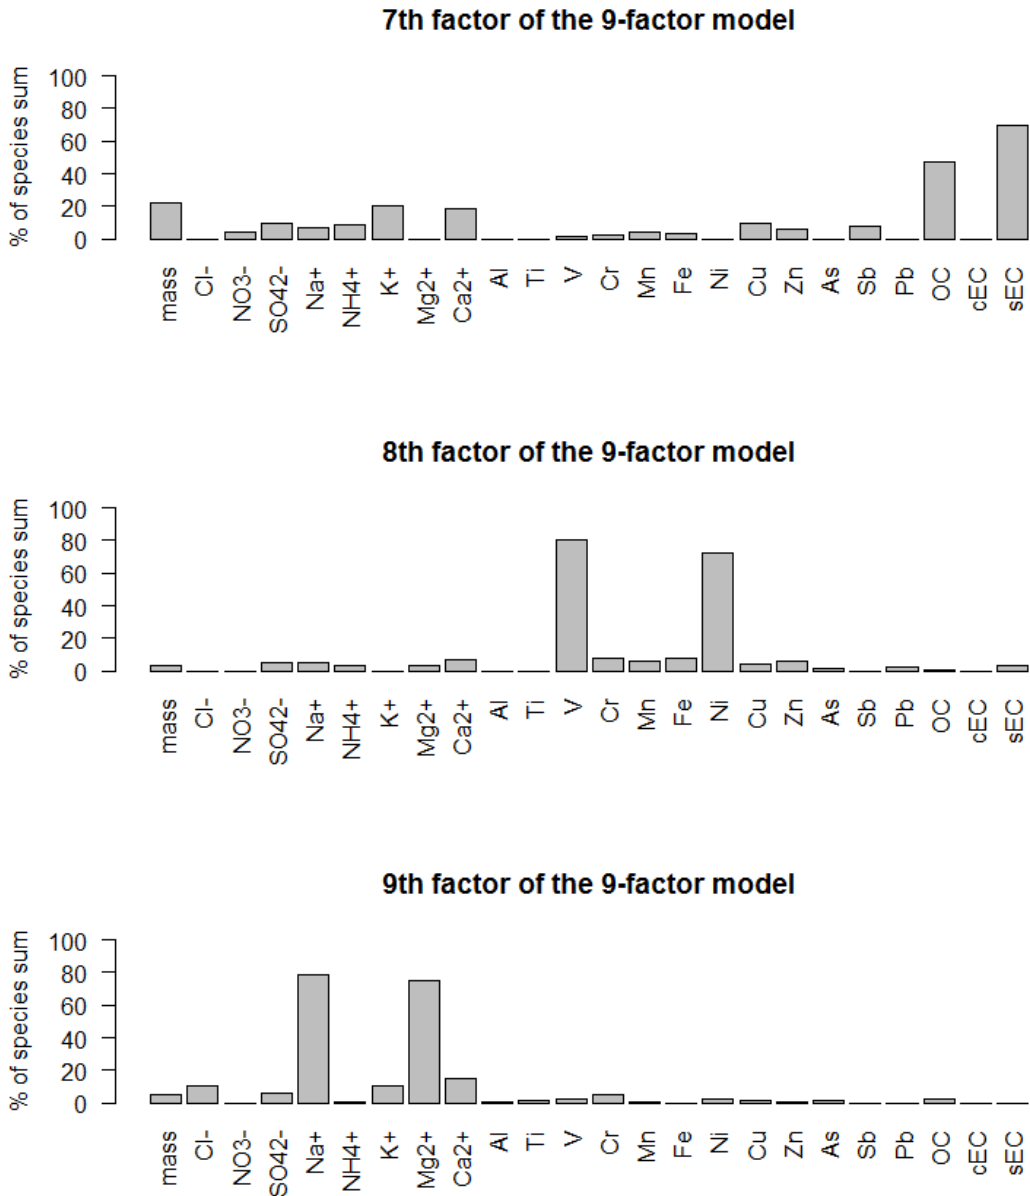 7th factor of the 9-factor model
% of species sum
100
80
60
40
20
0
mass Cl- NO3- SO42- Na+ NH4+ K+ Mg2+ Ca2+ Al Ti V Cr Mn Fe Ni Cu Zn As Sb Pb OC cEC sEC
8th factor of the 9-factor model
% of species sum
100
80
60
40
20
0
mass Cl- NO3- SO42- Na+ NH4+ K+ Mg2+ Ca2+ Al Ti V Cr Mn Fe Ni Cu Zn As Sb Pb OC cEC sEC
9th factor of the 9-factor model
% of species sum
100
80
60
40
20
0
mass Cl- NO3- SO42- Na+ NH4+ K+ Mg2+ Ca2+ Al Ti V Cr Mn Fe Ni Cu Zn As Sb Pb OC cEC sEC